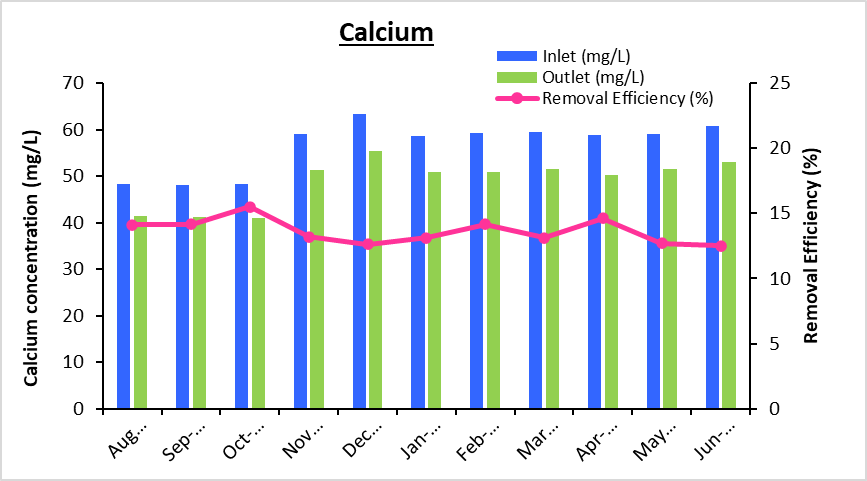 Calcium
Inlet (mg/L)
Outlet (mg/L)
Removal Efficiency (%)
Calcium concentration (mg/L)
70
60
50
40
30
20
10
0
25
20
15
10
5
0
Removal Efficiency (%)
Aug...
Sep-...
Oct-...
Nov...
Dec...
Jan-...
Feb-...
Mar...
Apr-...
May...
Jun-...